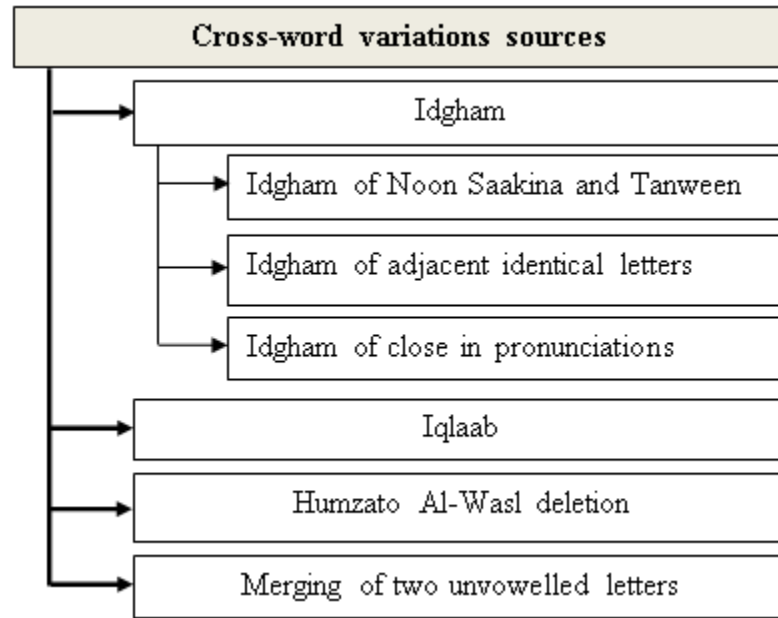 Cross-word variations sources
Idgham
Idgham of Noon Saakina and Tanween
Idgham of adjacent identical letters
Idgham of close in pronunciations
Iqlaab
Humzato Al-Wasl deletion
Merging of two unvowelled letters